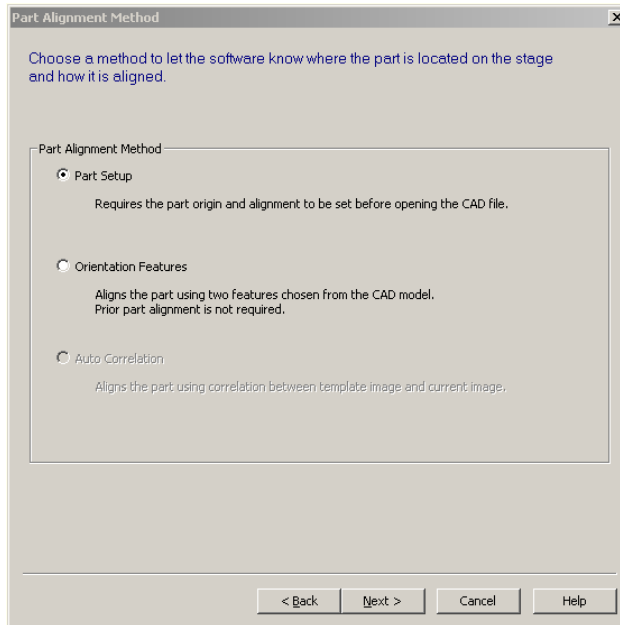 Part Alignment Method
Choose a method to let the software know where the part is located on the stage
and how it is aligned.
Part Alignment Method
Part Setup
Requires the part origin and alignment to be set before opening the CAD file.
Orientation Features
Aligns the part using two features chosen from the CAD model.
Prior part alignment is not required.
Auto Correlation
Aligns the part using correlation between template image and current image.
< Back Next > Cancel Help